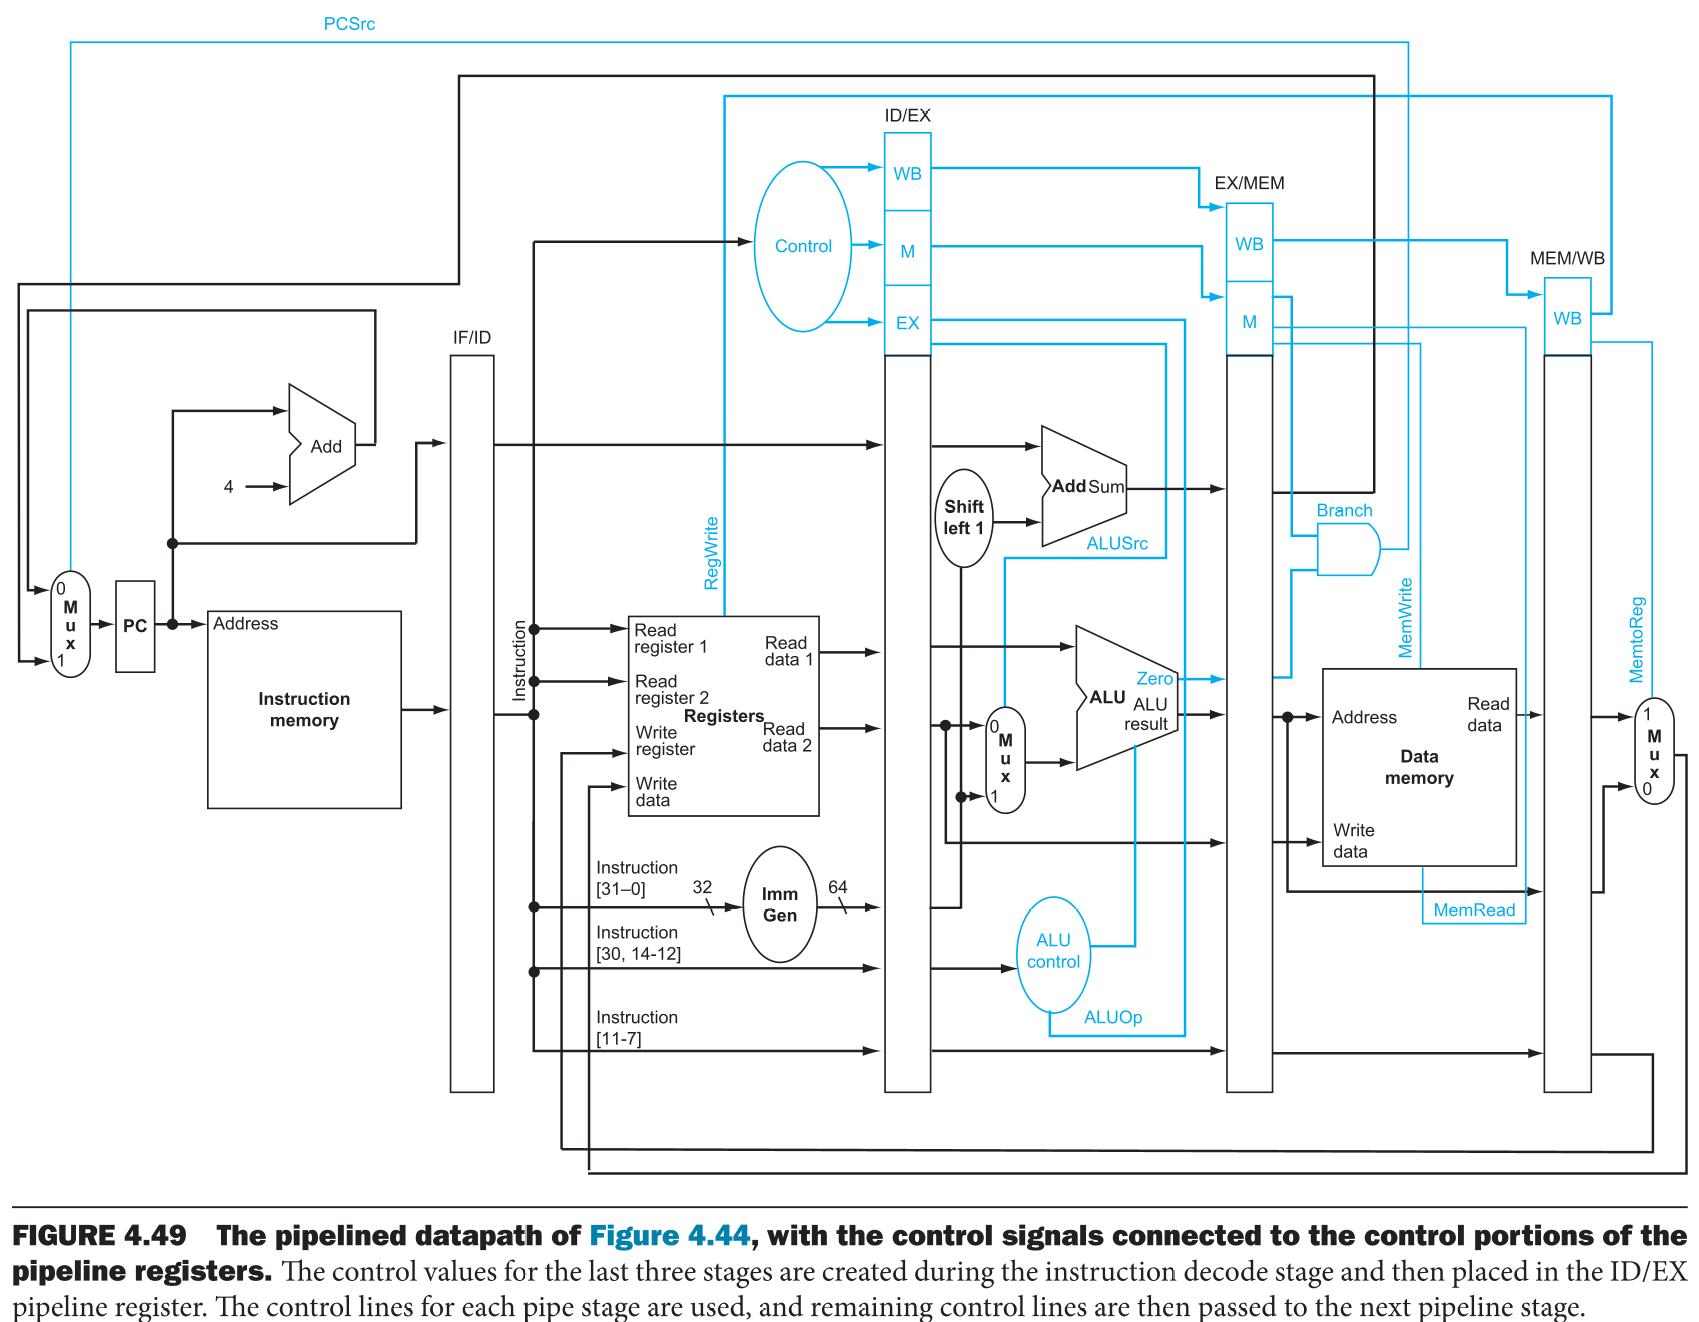 PCSrc
ID/EX
WB
EX/MEM
Control
WB
M
MEM/WB
M
WB
EX
IF/ID
Add
4
Add Sum
Shift
left 1
Branch
ALUSrc
RegWrite
MemWrite
MemtoReg
0
M
u
x
1
PC
Address
Instruction
memory
Instruction
Read
register 1
Read
data 1
Read
register 2
Registers
Write
register
Read
data 2
Write
data
0
M
u
x
1
Zero
ALU
ALU
result
Address
Read
data
Data
memory
Write
data
1
M
u
x
0
Instruction
[31–0]
32
Imm
Gen
64
MemRead
Instruction
[30, 14-12]
ALU
control
Instruction
[11-7]
ALUOp
FIGURE 4.49 The pipelined datapath of Figure 4.44, with the control signals connected to the control portions of the
pipeline registers. The control values for the last three stages are created during the instruction decode stage and then placed in the ID/EX
pipeline register. The control lines for each pipe stage are used, and remaining control lines are then passed to the next pipeline stage.